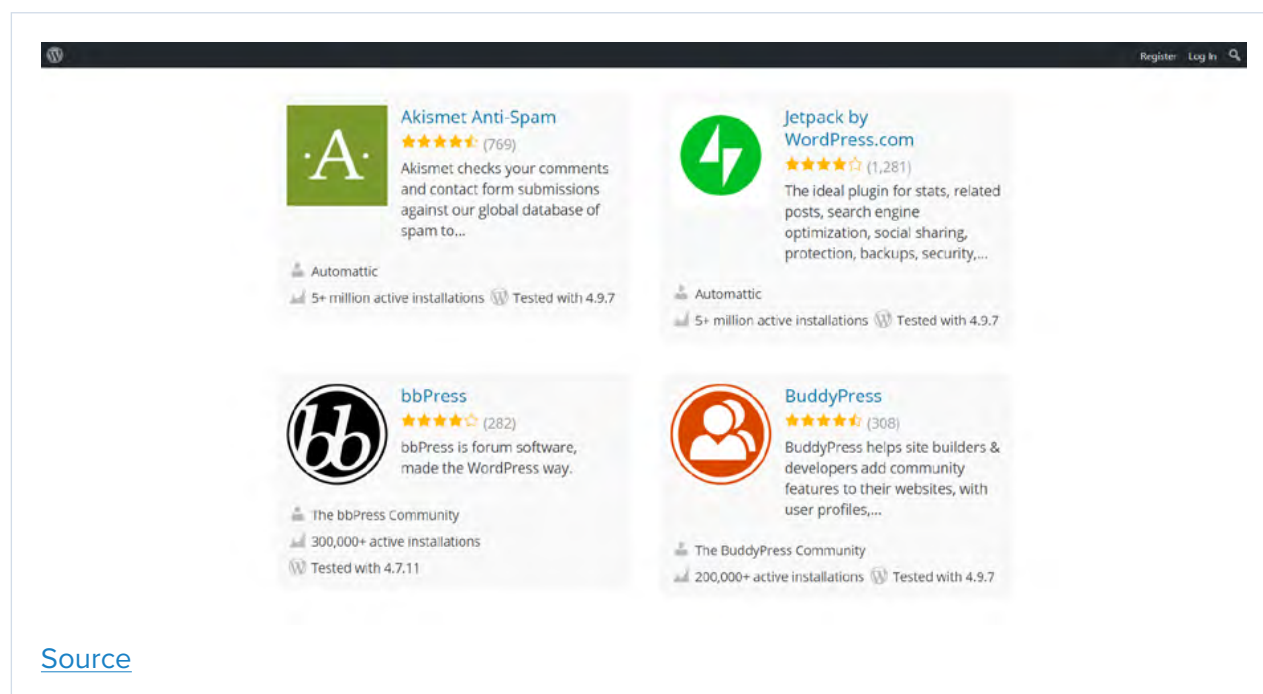 Register Log In
·A·
Akismet Anti-Spam
(769)
Akismet checks your comments
and contact form submissions
against our global database of
spam to...
Automattic
5+ million active installations Tested with 4.9.7
Jetpack by
WordPress.com
(1,281)
The ideal plugin for stats, related
posts, search engine
optimization, social sharing,
protection, backups, security,...
Automattic
5+ million active installations Tested with 4.9.7
bb
bbPress
(282)
bbPress is forum software,
made the WordPress way.
The bbPress Community
300,000+ active installations
Tested with 4.7.11
BuddyPress
(308)
BuddyPress helps site builders &
developers add community
features to their websites, with
user profiles,...
The BuddyPress Community
200,000+ active installations Tested with 4.9.7
Source